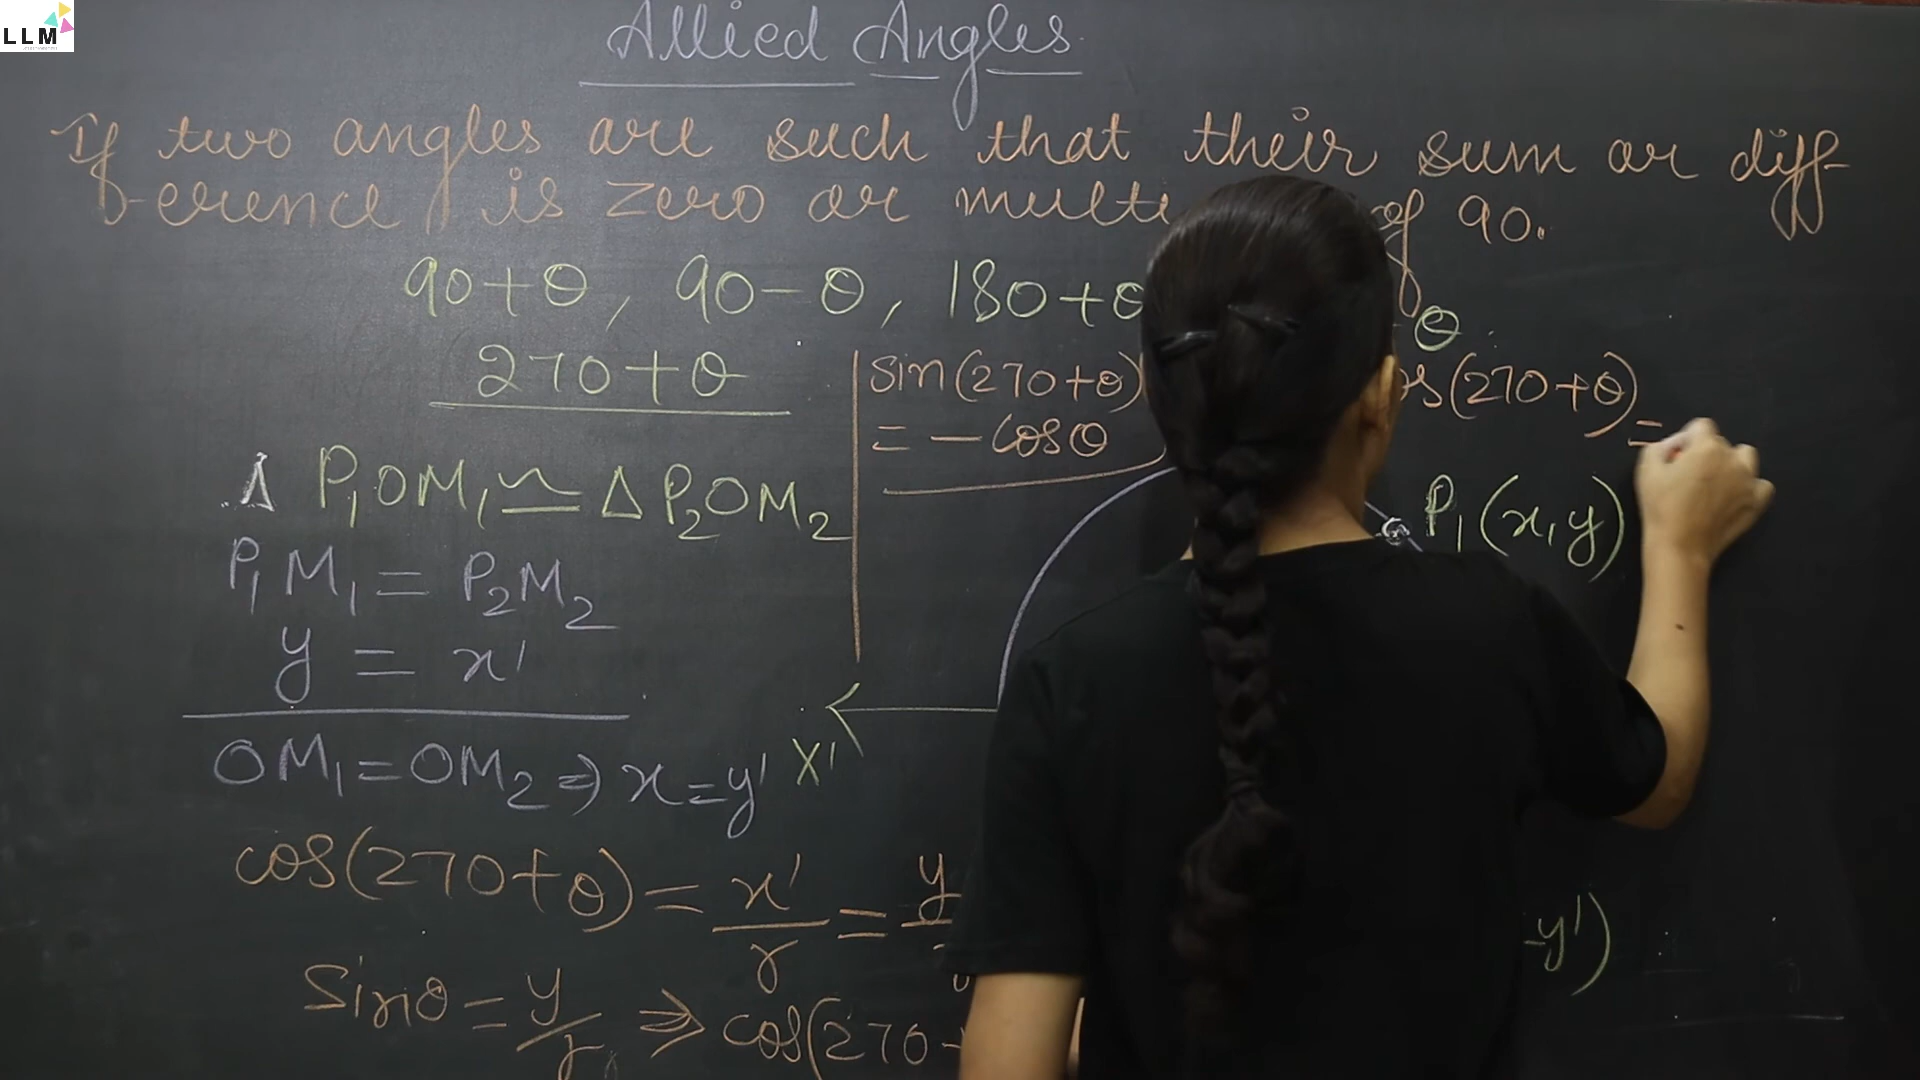 LLM
Allied Angles
If two angles are such that their sum or diff-
erence is zero or multi of 90.
90+θ, 90-θ, 180+θ -θ
270+θ
sin(270+θ)
= -cosθ
os(270+θ) =
Δ P₁OM₁ ≅ ΔP₂OM₂
P₁(x,y)
P₁M₁ = P₂M₂
y = x'
OM₁=OM₂ ⇒ x=y'
X'
cos(270+θ) = x'/r = y
-y')
Sinθ = y/r ⇒ cos(270